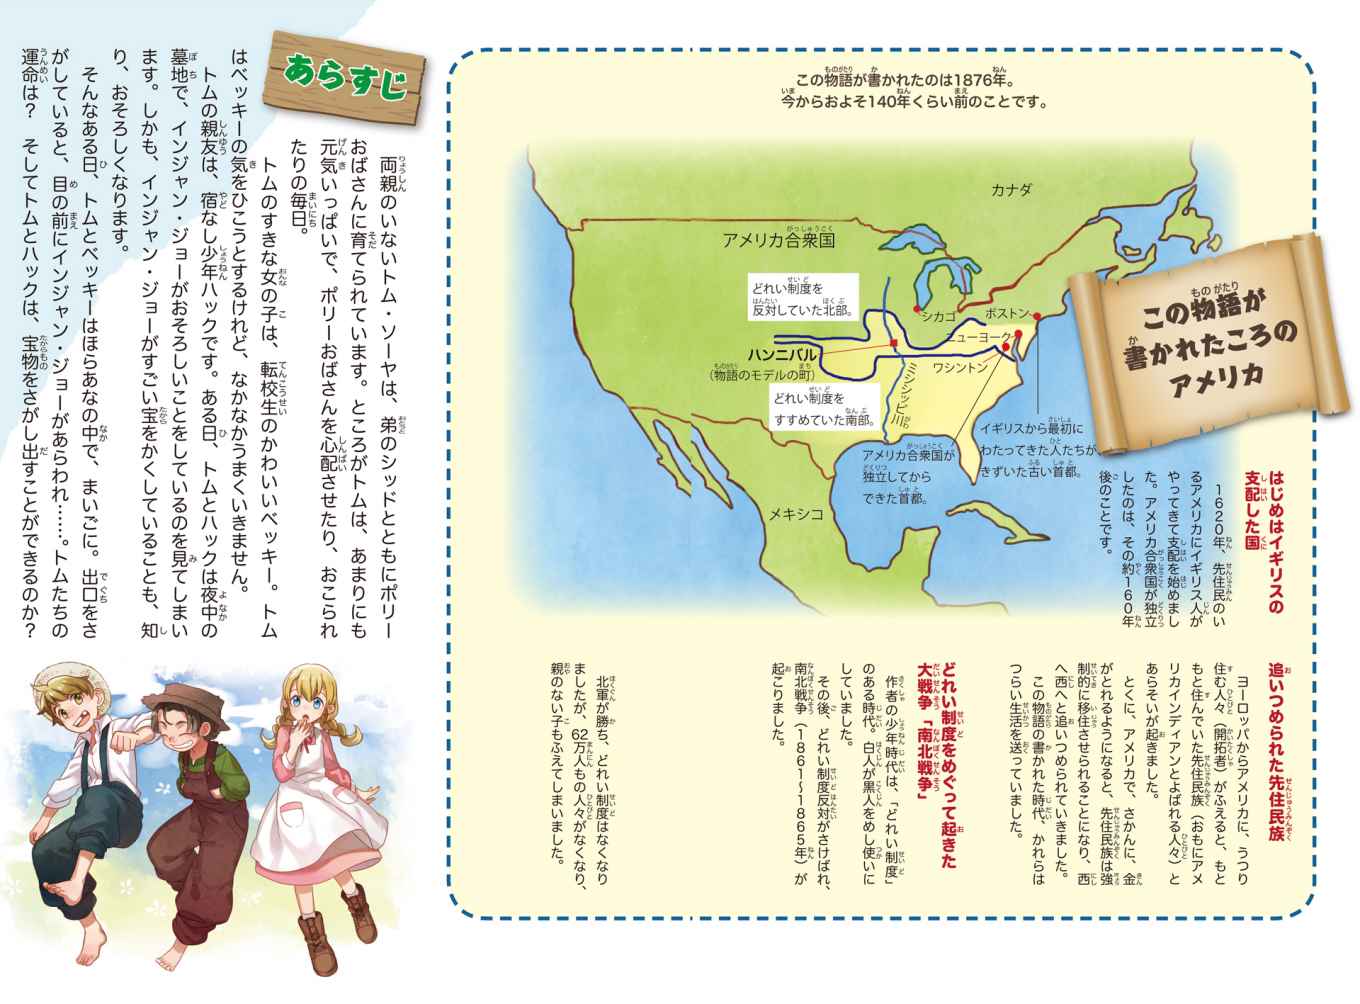 この物語が
書かれたころの
アメリカ
この物語が書かれたのは1876年。
今からおよそ140年くらい前のことです。
カナダ
アメリカ合衆国
どれい制度を
反対していた北部。
シカゴ
ボストン
ニューヨーク
ワシントン
ハンニバル
（物語のモデルの町）
ミシシッピ川
どれい制度を
すすめていた南部。
アメリカ合衆国が
独立してから
できた首都。
イギリスから最初に
わたってきた人たちが、
きずいた古い首都。
メキシコ
はじめはイギリスの
支配した国
１６２０年、先住民のい
るアメリカにイギリス人が
やってきて支配を始めまし
た。アメリカ合衆国が独立
したのは、その約１６０年
後のことです。
追いつめられた先住民族
ヨーロッパからアメリカに、うつり
住む人々（開拓者）がふえると、もと
もと住んでいた先住民族（おもにアメ
リカインディアンとよばれる人々）と
あらそいが起きました。
とくに、アメリカで、さかんに、金
がとれるようになると、先住民族は強
制的に移住させられることになり、西
へ西へと追いつめられていきました。
この物語の書かれた時代、かれらは
つらい生活を送っていました。
どれい制度をめぐって起きた
大戦争「南北戦争」
作者の少年時代は、「どれい制度」
のある時代。白人が黒人をめし使いに
していました。
その後、どれい制度反対がさけばれ、
南北戦争（１８６１〜１８６５年）が
起こりました。
北軍が勝ち、どれい制度はなくなり
ましたが、62万人もの人々がなくなり、
親のない子もふえてしまいました。
あらすじ
両親のいないトム・ソーヤは、弟のシッドとともにポリー
おばさんに育てられています。ところがトムは、あまりにも
元気いっぱいで、ポリーおばさんを心配させたり、おこられ
たりの毎日。
トムのすきな女の子は、転校生のかわいいベッキー。トム
はベッキーの気をひこうとするけれど、なかなかうまくいきません。
トムの親友は、宿なし少年ハックです。ある日、トムとハックは夜中の
墓地で、インジャン・ジョーがおそろしいことをしているのを見てしまい
ます。しかも、インジャン・ジョーがすごい宝をかくしていることも、知
り、おそろしくなります。
そんなある日、トムとベッキーはほらあなの中で、まいごに。出口をさ
がしていると、目の前にインジャン・ジョーがあらわれ……。トムたちの
運命は？　そしてトムとハックは、宝物をさがし出すことができるのか？